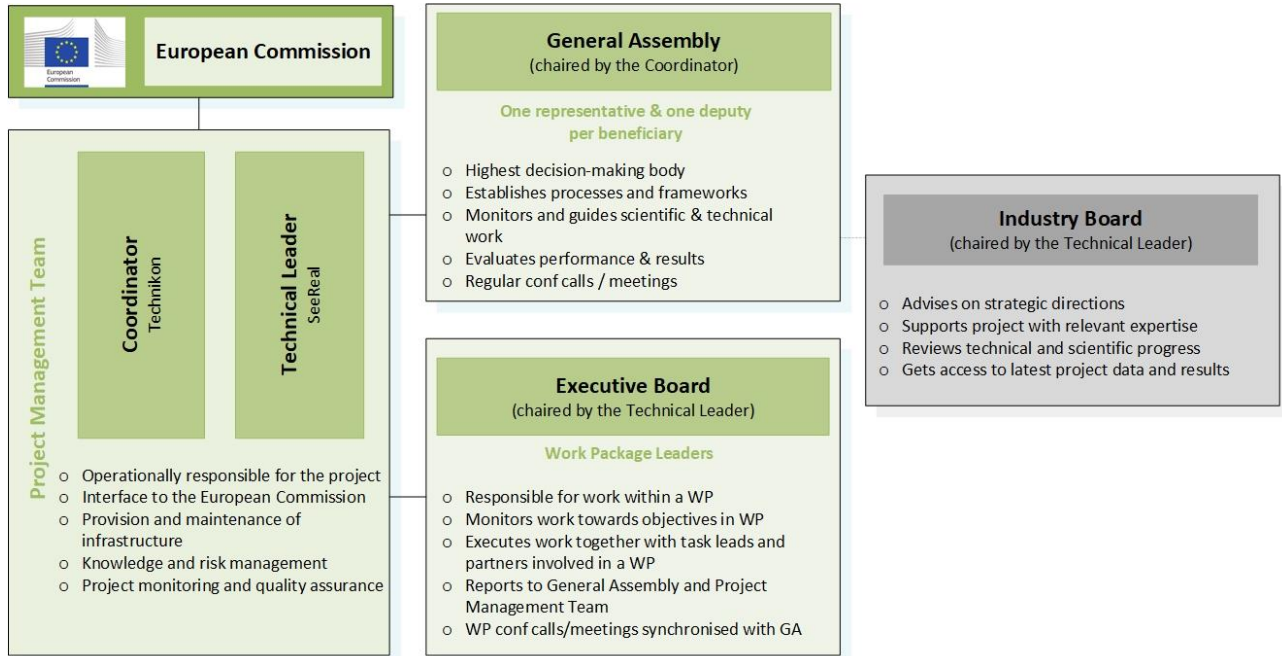 European
Commission
European Commission
Project Management Team
Coordinator
Technikon
Technical Leader
SeeReal
o Operationally responsible for the project
o Interface to the European Commission
o Provision and maintenance of
infrastructure
o Knowledge and risk management
o Project monitoring and quality assurance
General Assembly
(chaired by the Coordinator)
One representative & one deputy
per beneficiary
o Highest decision-making body
o Establishes processes and frameworks
o Monitors and guides scientific & technical
work
o Evaluates performance & results
o Regular conf calls / meetings
Executive Board
(chaired by the Technical Leader)
Work Package Leaders
o Responsible for work within a WP
o Monitors work towards objectives in WP
o Executes work together with task leads and
partners involved in a WP
o Reports to General Assembly and Project
Management Team
o WP conf calls/meetings synchronised with GA
Industry Board
(chaired by the Technical Leader)
o Advises on strategic directions
o Supports project with relevant expertise
o Reviews technical and scientific progress
o Gets access to latest project data and results